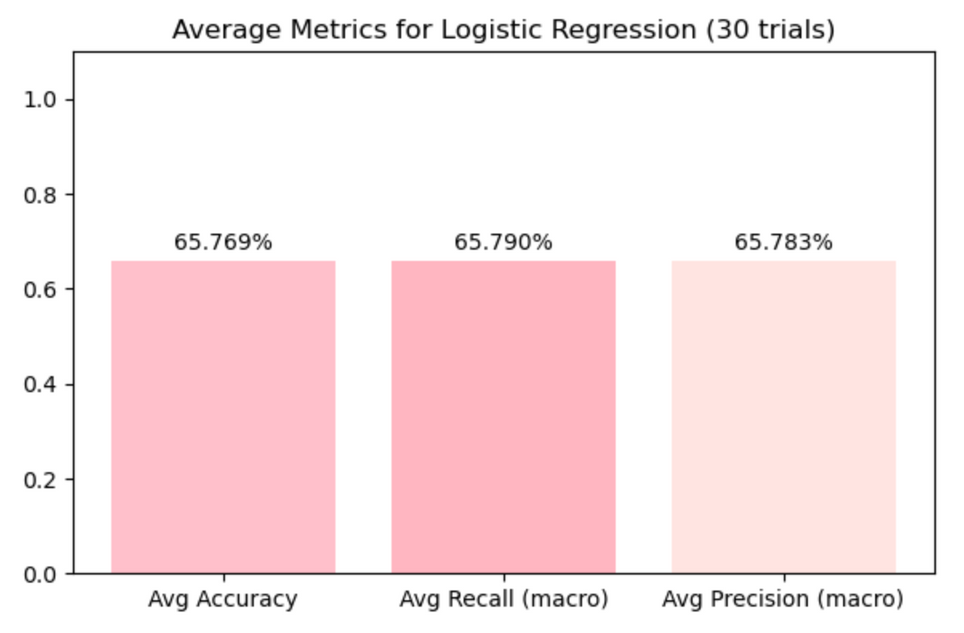 Average Metrics for Logistic Regression (30 trials)
1.0
0.8
0.6
0.4
0.2
0.0
65.769%
65.790%
65.783%
Avg Accuracy
Avg Recall (macro)
Avg Precision (macro)